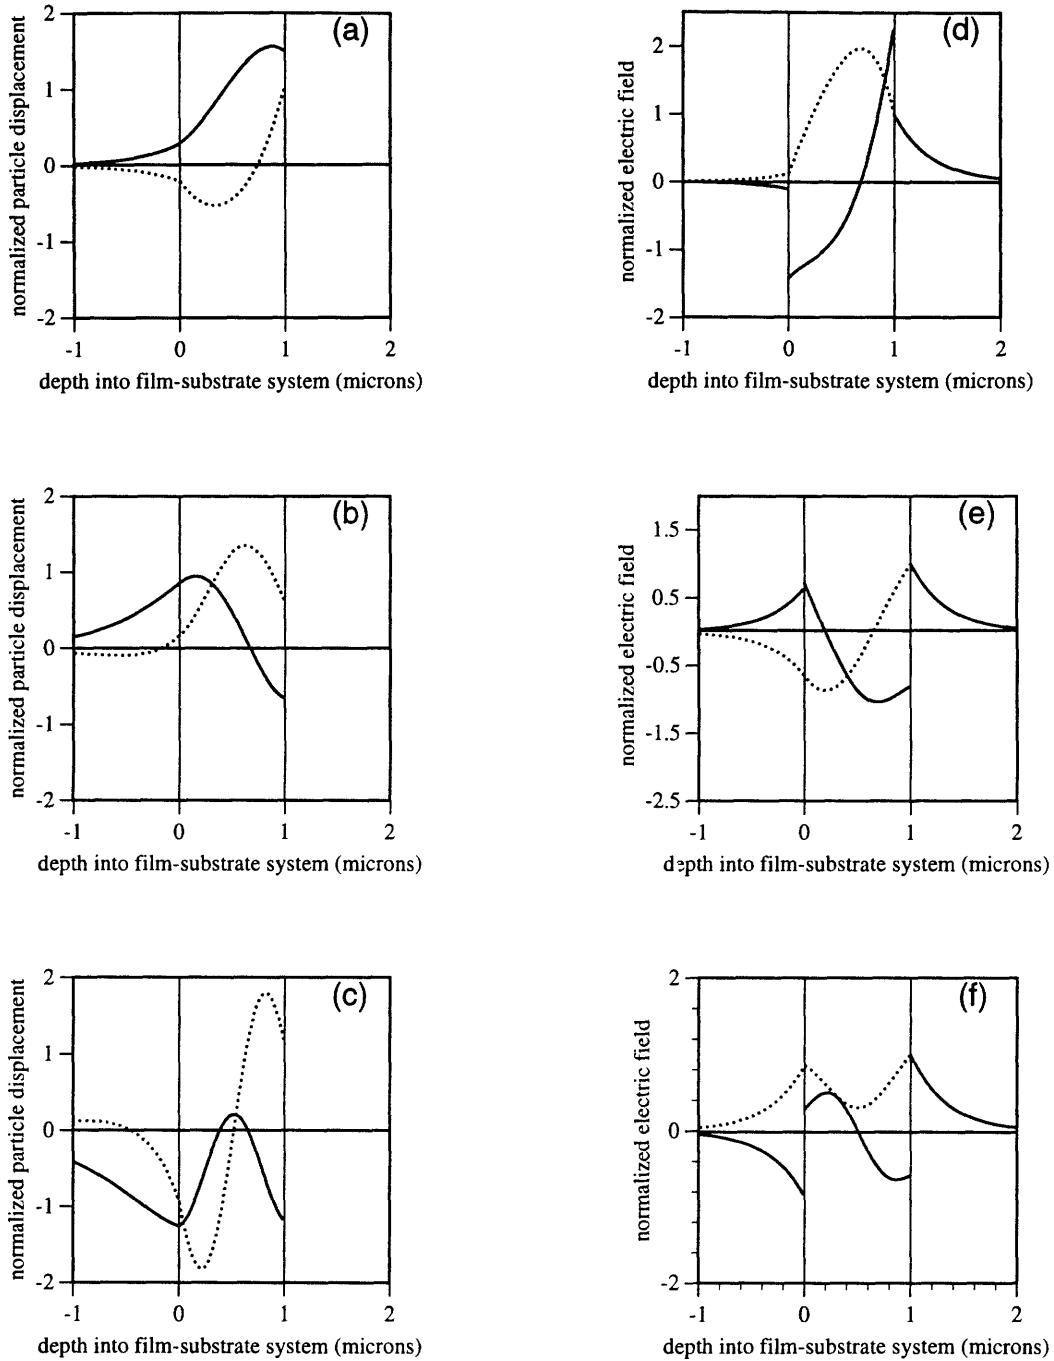 (a)
normalized particle displacement
2
1
0
-1
-2
-1 0 1 2
depth into film-substrate system (microns)
(d)
normalized electric field
2
1
0
-1
-2
-1 0 1 2
depth into film-substrate system (microns)
(b)
normalized particle displacement
2
1
0
-1
-2
-1 0 1 2
depth into film-substrate system (microns)
(e)
normalized electric field
1.5
0.5
-0.5
-1.5
-2.5
-1 0 1 2
depth into film-substrate system (microns)
(c)
normalized particle displacement
2
1
0
-1
-2
-1 0 1 2
depth into film-substrate system (microns)
(f)
normalized electric field
2
0
-2
-1 0 1 2
depth into film-substrate system (microns)